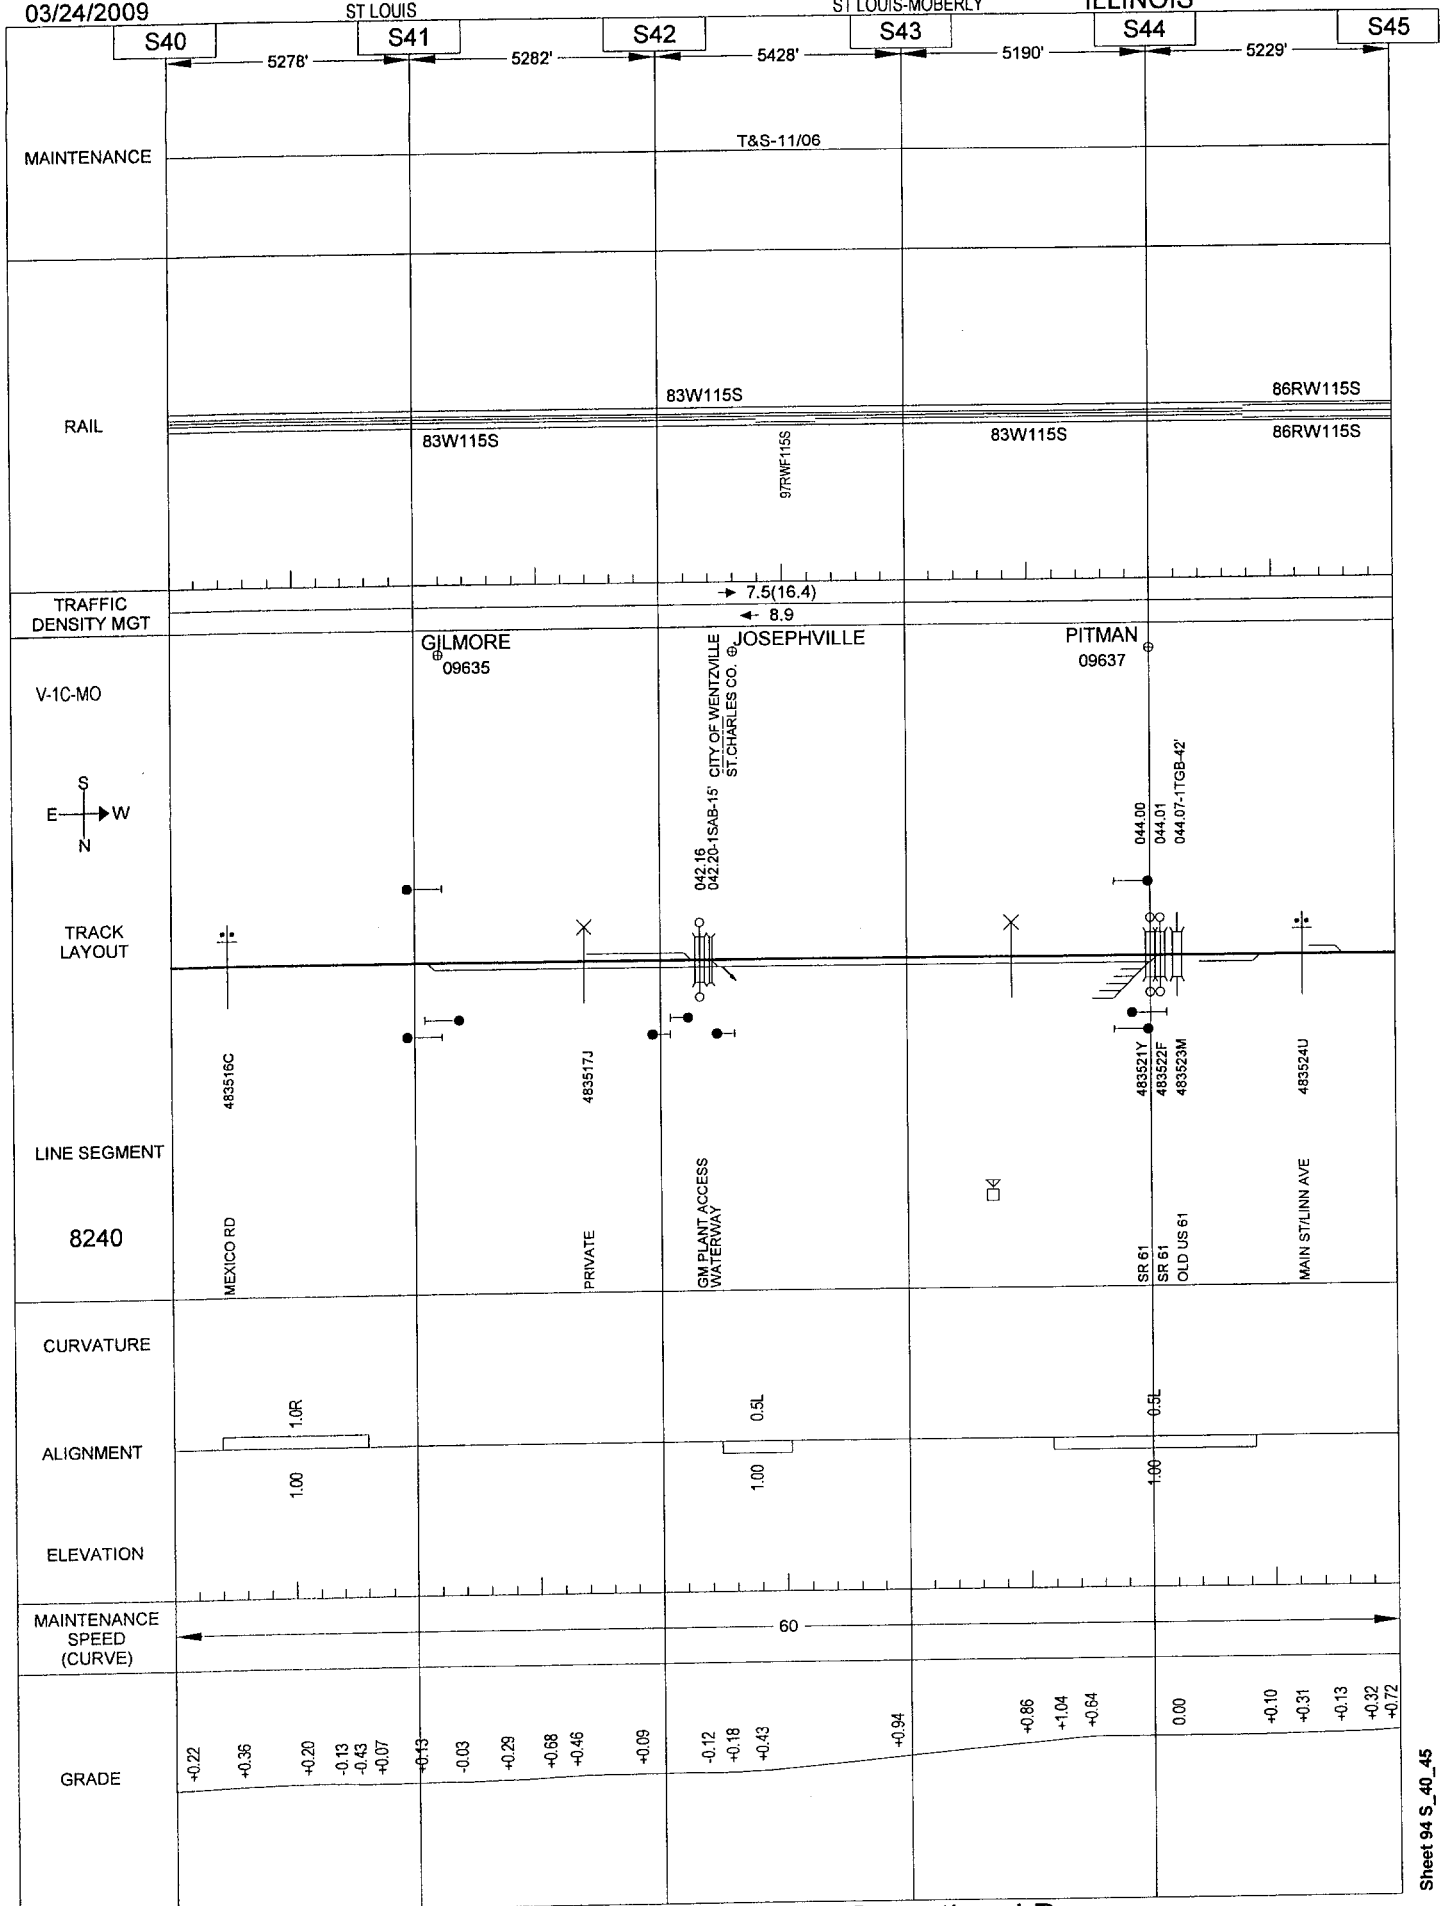 03/24/2009
ST LOUIS
ST LOUIS-MOBERLY
ILLINOIS
S40 S41 S42 S43 S44 S45
5278' 5282' 5428' 5190' 5229'
MAINTENANCE
T&S-11/06
RAIL
83W115S
86RW115S
83W115S
97RWF115S
83W115S
86RW115S
TRAFFIC
DENSITY MGT
7.5(16.4)
8.9
V-1C-MO
GILMORE
09635
JOSEPHVILLE
PITMAN
09637
CITY OF WENTZVILLE
ST.CHARLES CO.
S
E W
N
042.16
042.20-1SAB-15'
044.00
044.01
044.07-1TGB-42'
TRACK
LAYOUT
483516C
483517J
483521Y
483522F
483523M
483524U
LINE SEGMENT
8240
MEXICO RD
PRIVATE
GM PLANT ACCESS
WATERWAY
SR 61
SR 61
OLD US 61
MAIN ST/LINN AVE
CURVATURE
1.0R
0.5L
0.5L
ALIGNMENT
1.00
1.00
1.00
ELEVATION
MAINTENANCE
SPEED
(CURVE)
60
GRADE
+0.22
+0.36
+0.20
-0.13
-0.43
+0.07
+0.13
-0.03
+0.29
+0.68
+0.46
+0.09
-0.12
+0.18
+0.43
+0.94
+0.86
+1.04
+0.64
0.00
+0.10
+0.31
+0.13
+0.32
+0.72
Sheet 94 S_40_45